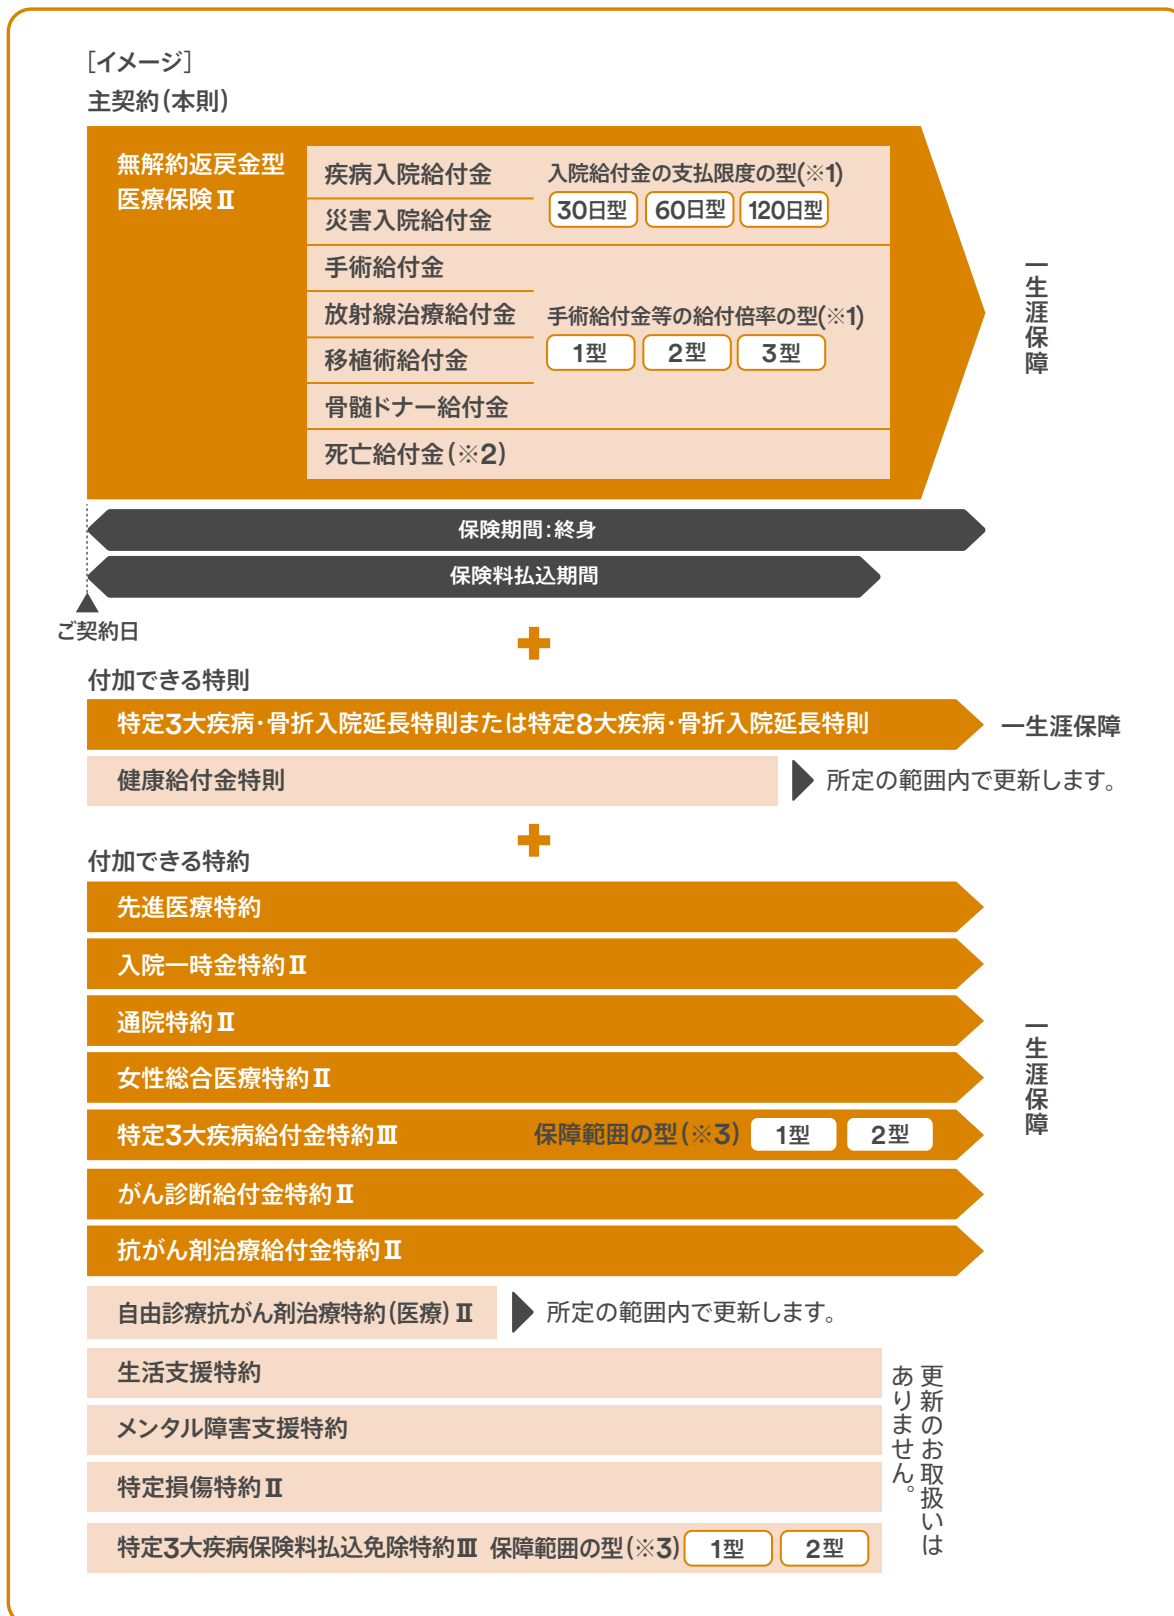 ［イメージ］
主契約（本則）
無解約返戻金型
医療保険Ⅱ
疾病入院給付金
災害入院給付金
入院給付金の支払限度の型(※1)
30日型 60日型 120日型
手術給付金
放射線治療給付金
移植術給付金
骨髄ドナー給付金
手術給付金等の給付倍率の型(※1)
1型 2型 3型
死亡給付金(※2)
一生涯保障
保険期間：終身
保険料払込期間
ご契約日
付加できる特則
特定3大疾病・骨折入院延長特則または特定8大疾病・骨折入院延長特則
一生涯保障
健康給付金特則
所定の範囲内で更新します。
付加できる特約
先進医療特約
入院一時金特約Ⅱ
通院特約Ⅱ
女性総合医療特約Ⅱ
特定3大疾病給付金特約Ⅲ 保障範囲の型(※3) 1型 2型
がん診断給付金特約Ⅱ
抗がん剤治療給付金特約Ⅱ
一生涯保障
自由診療抗がん剤治療特約(医療)Ⅱ
所定の範囲内で更新します。
生活支援特約
メンタル障害支援特約
特定損傷特約Ⅱ
特定3大疾病保険料払込免除特約Ⅲ 保障範囲の型(※3) 1型 2型
更新のお取扱いは
ありません。